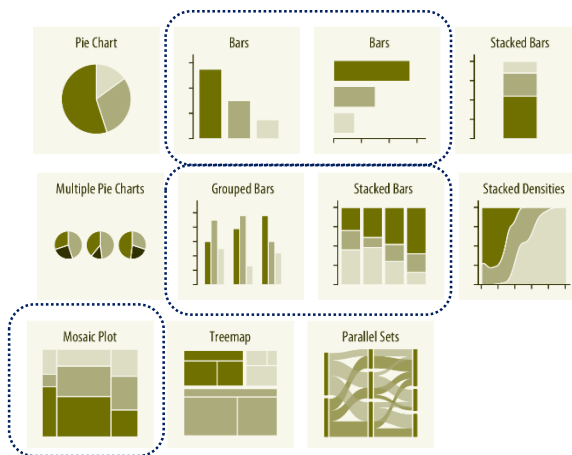 Pie Chart
Bars
Bars
Stacked Bars
Multiple Pie Charts
Grouped Bars
Stacked Bars
Stacked Densities
Mosaic Plot
Treemap
Parallel Sets